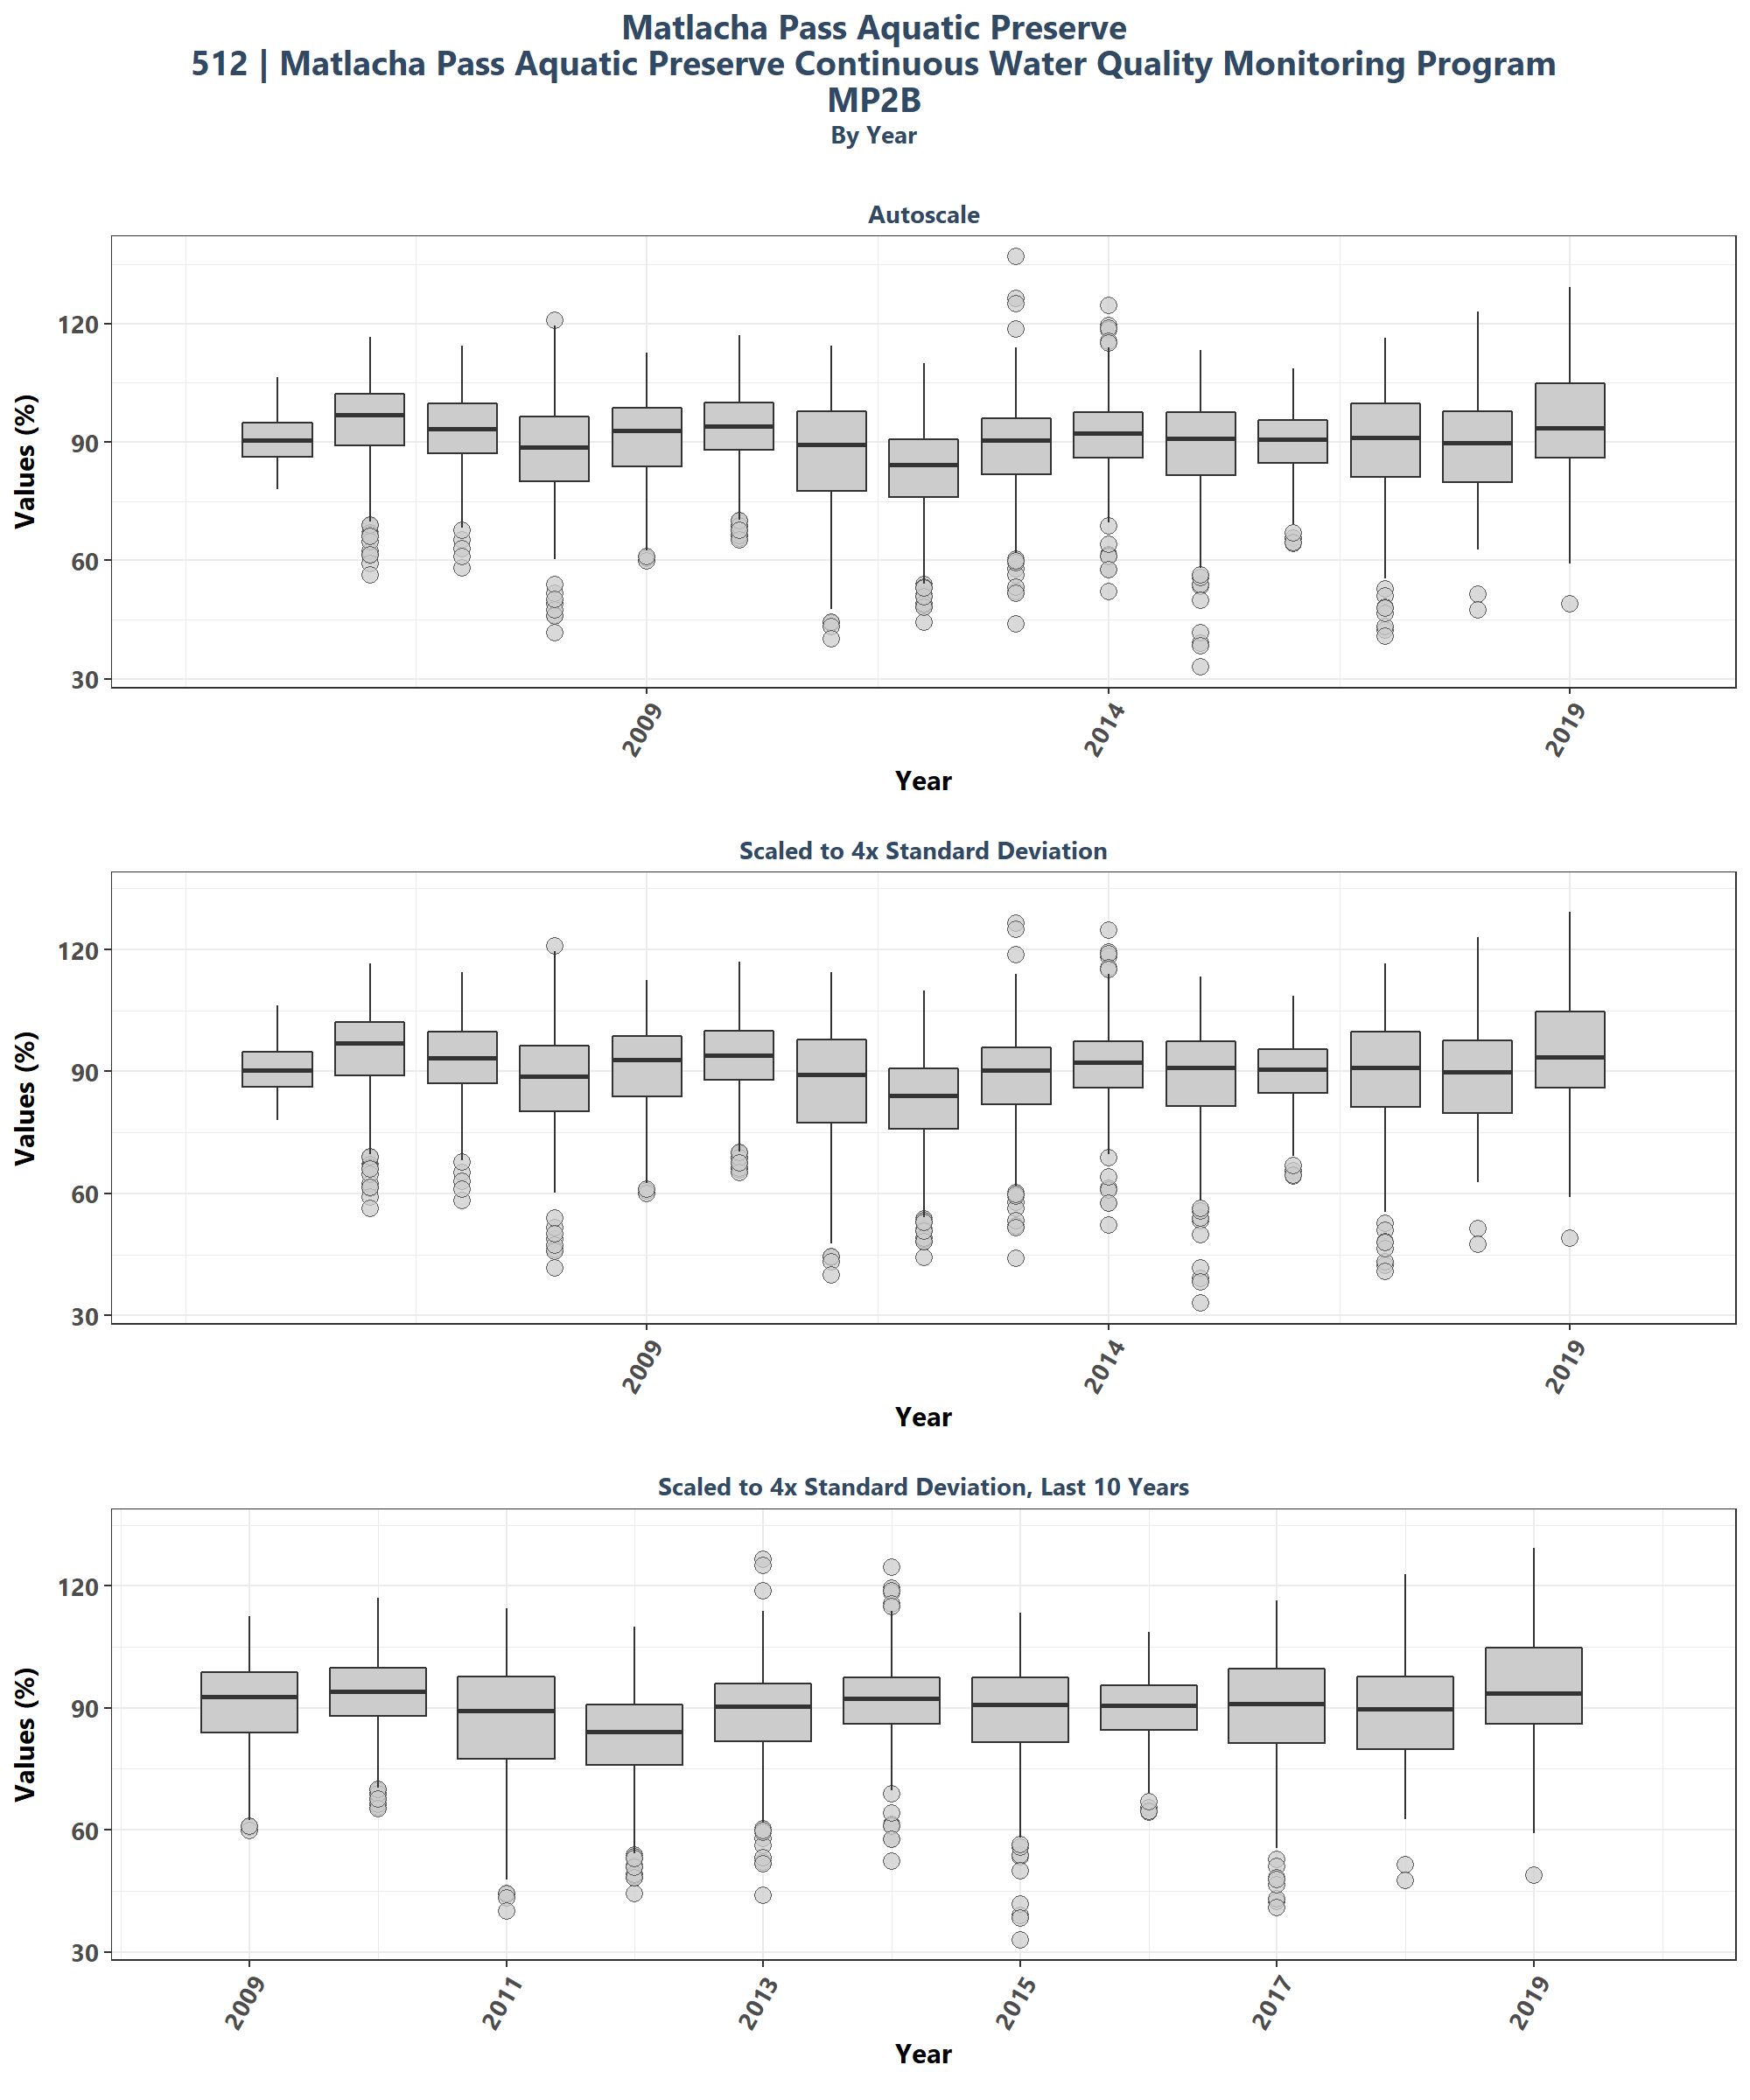 Matlacha Pass Aquatic Preserve
512 | Matlacha Pass Aquatic Preserve Continuous Water Quality Monitoring Program
MP2B
By Year
Autoscale
Values (%)
120
90
60
30
2009
2014
2019
Year
Scaled to 4x Standard Deviation
Values (%)
120
90
60
30
2009
2014
2019
Year
Scaled to 4x Standard Deviation, Last 10 Years
Values (%)
120
90
60
30
2009
2011
2013
2015
2017
2019
Year